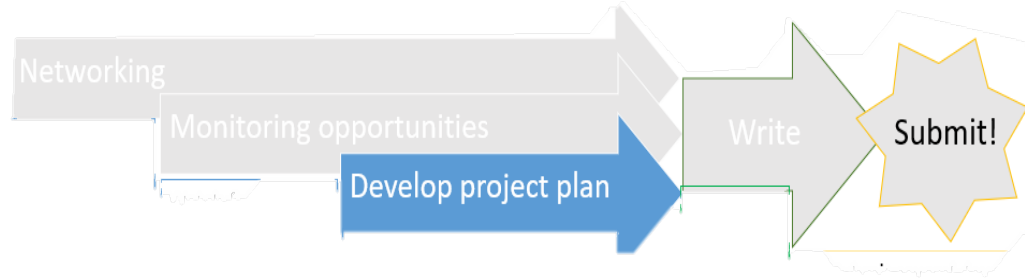 Networking
Monitoring opportunities
Develop project plan
Write
Submit!